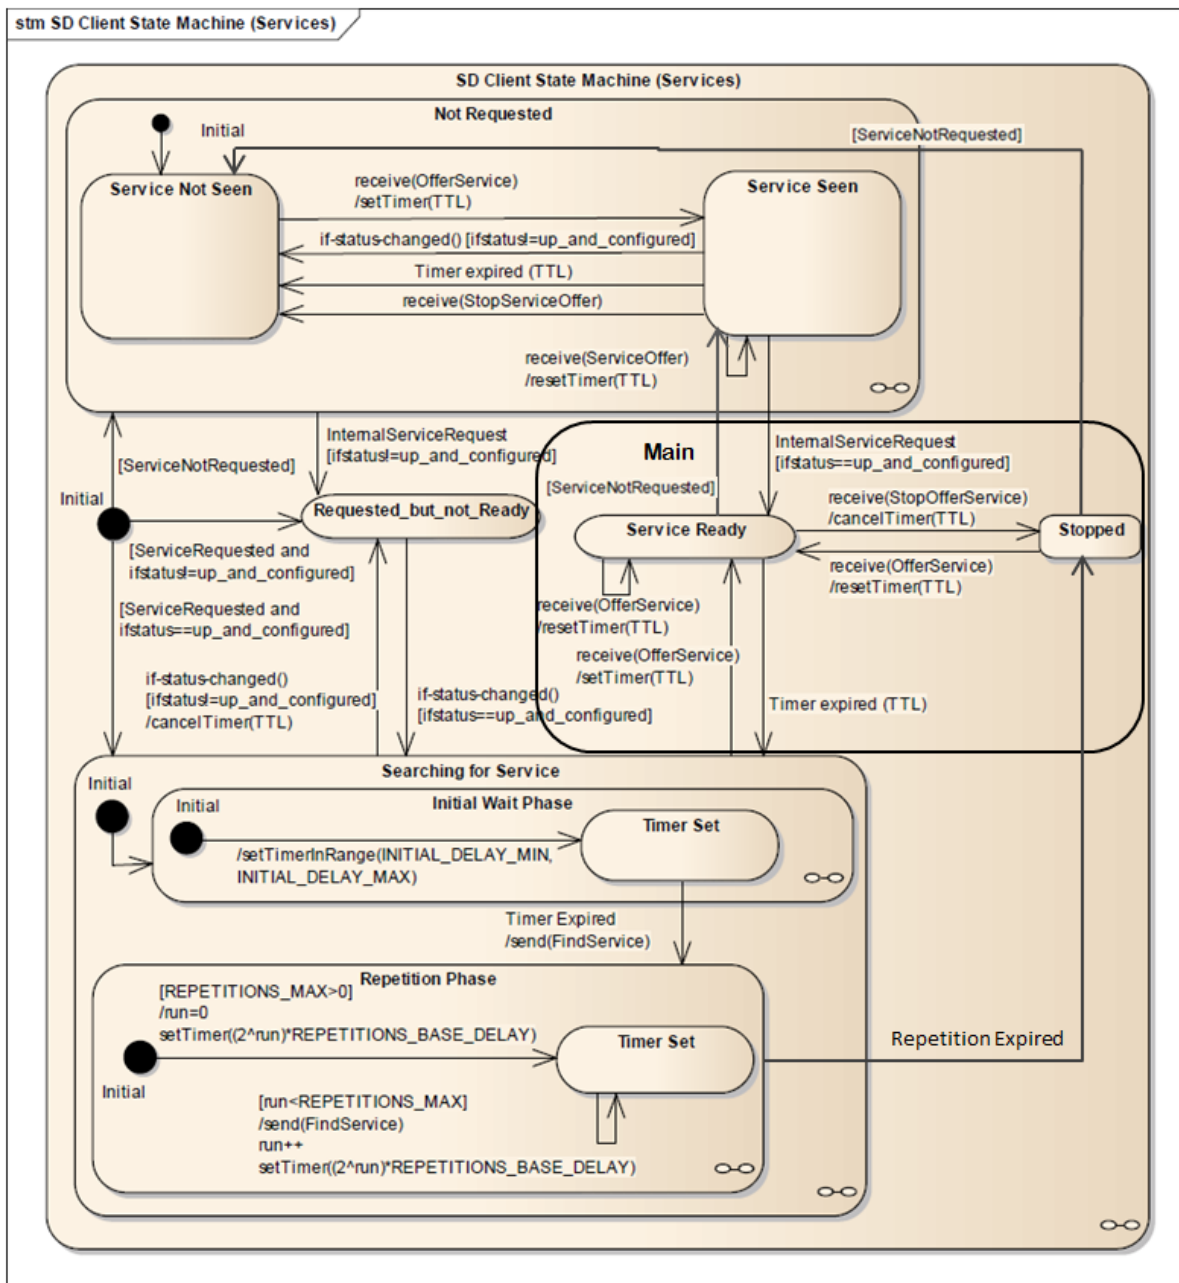 stm SD Client State Machine (Services)
SD Client State Machine (Services)
Not Requested
Initial
[ServiceNotRequested]
Service Not Seen
receive(OfferService)
/setTimer(TTL)
Service Seen
if-status-changed() [ifstatus!=up_and_configured]
Timer expired (TTL)
receive(StopServiceOffer)
receive(ServiceOffer)
/resetTimer(TTL)
InternalServiceRequest
[ifstatus!=up_and_configured]
[ServiceNotRequested]
Initial
Requested_but_not_Ready
[ServiceRequested and
ifstatus!=up_and_configured]
[ServiceRequested and
ifstatus==up_and_configured]
Main
InternalServiceRequest
[ifstatus==up_and_configured]
[ServiceNotRequested]
Service Ready
receive(StopOfferService)
/cancelTimer(TTL)
Stopped
receive(OfferService)
/resetTimer(TTL)
receive(OfferService)
/resetTimer(TTL)
receive(OfferService)
/setTimer(TTL)
if-status-changed()
[ifstatus!=up_and_configured]
/cancelTimer(TTL)
if-status-changed()
[ifstatus==up_and_configured]
Timer expired (TTL)
Searching for Service
Initial
Initial Wait Phase
Initial
Timer Set
/setTimerInRange(INITIAL_DELAY_MIN,
INITIAL_DELAY_MAX)
Timer Expired
/send(FindService)
Repetition Phase
[REPETITIONS_MAX>0]
/run=0
setTimer((2^run)*REPETITIONS_BASE_DELAY)
Timer Set
Initial
Repetition Expired
[run<REPETITIONS_MAX]
/send(FindService)
run++
setTimer((2^run)*REPETITIONS_BASE_DELAY)